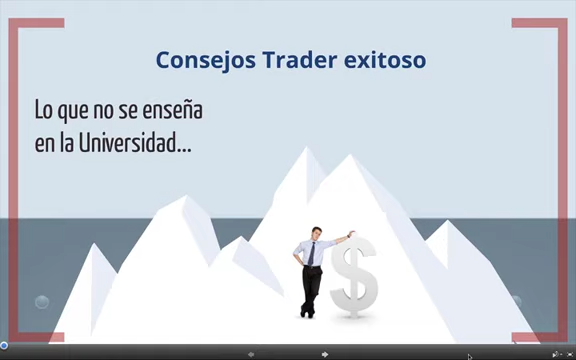 Consejos Trader exitoso
Lo que no se enseña
en la Universidad...